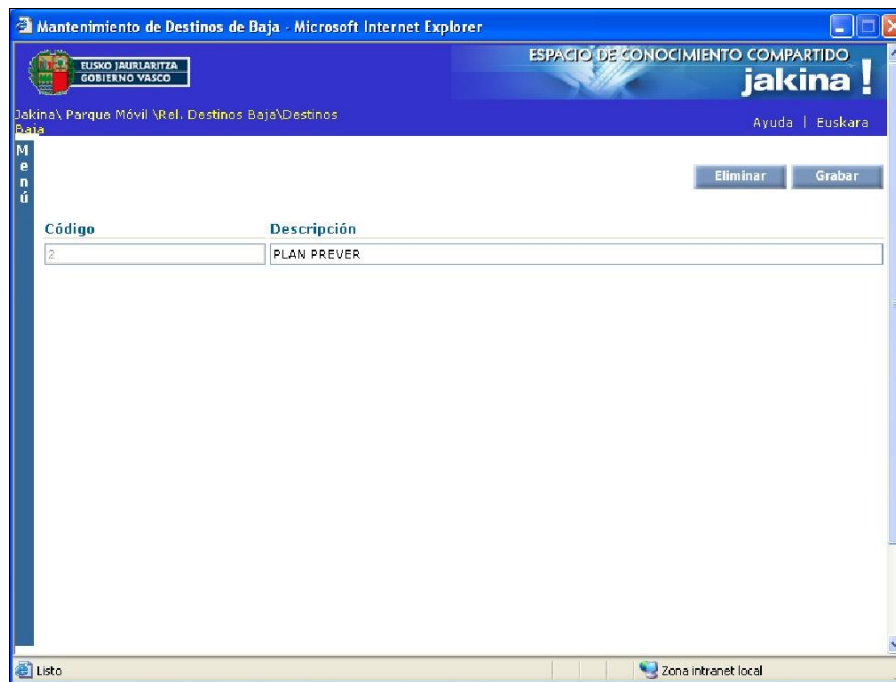 Mantenimiento de Destinos de Baja - Microsoft Internet Explorer
EUSKO JAURLARITZA
GOBIERNO VASCO
ESPACIO DE CONOCIMIENTO COMPARTIDO
jakina!
Jakina\ Parque Móvil \Rel. Destinos Baja\Destinos
Baja
Ayuda | Euskara
Menú
Eliminar Grabar
Código Descripción
2 PLAN PREVER
Listo Zona intranet local